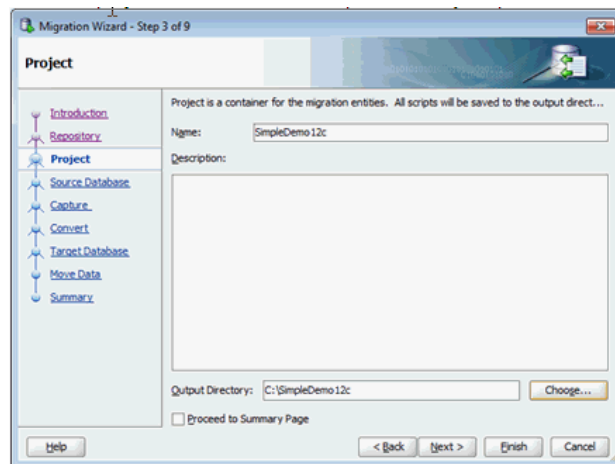 Migration Wizard - Step 3 of 9
Project
Introduction
Repository
Project
Source Database
Capture
Convert
Target Database
Move Data
Summary
Project is a container for the migration entities. All scripts will be saved to the output direct...
Name: SimpleDemo12c
Description:
Output Directory: C:\SimpleDemo12c Choose...
Proceed to Summary Page
Help < Back Next > Finish Cancel